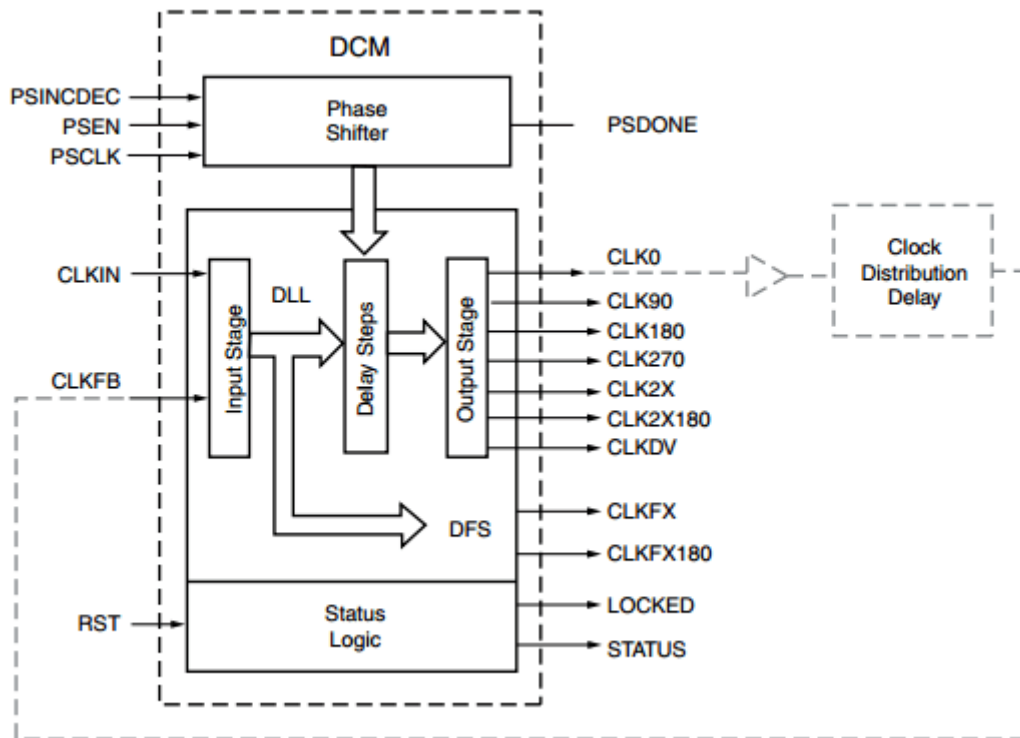 DCM
PSINCDEC
PSEN
PSCLK
Phase
Shifter
PSDONE
CLKIN
CLKFB
Input Stage
DLL
Delay Steps
Output Stage
CLK0
CLK90
CLK180
CLK270
CLK2X
CLK2X180
CLKDV
Clock
Distribution
Delay
DFS
CLKFX
CLKFX180
RST
Status
Logic
LOCKED
STATUS